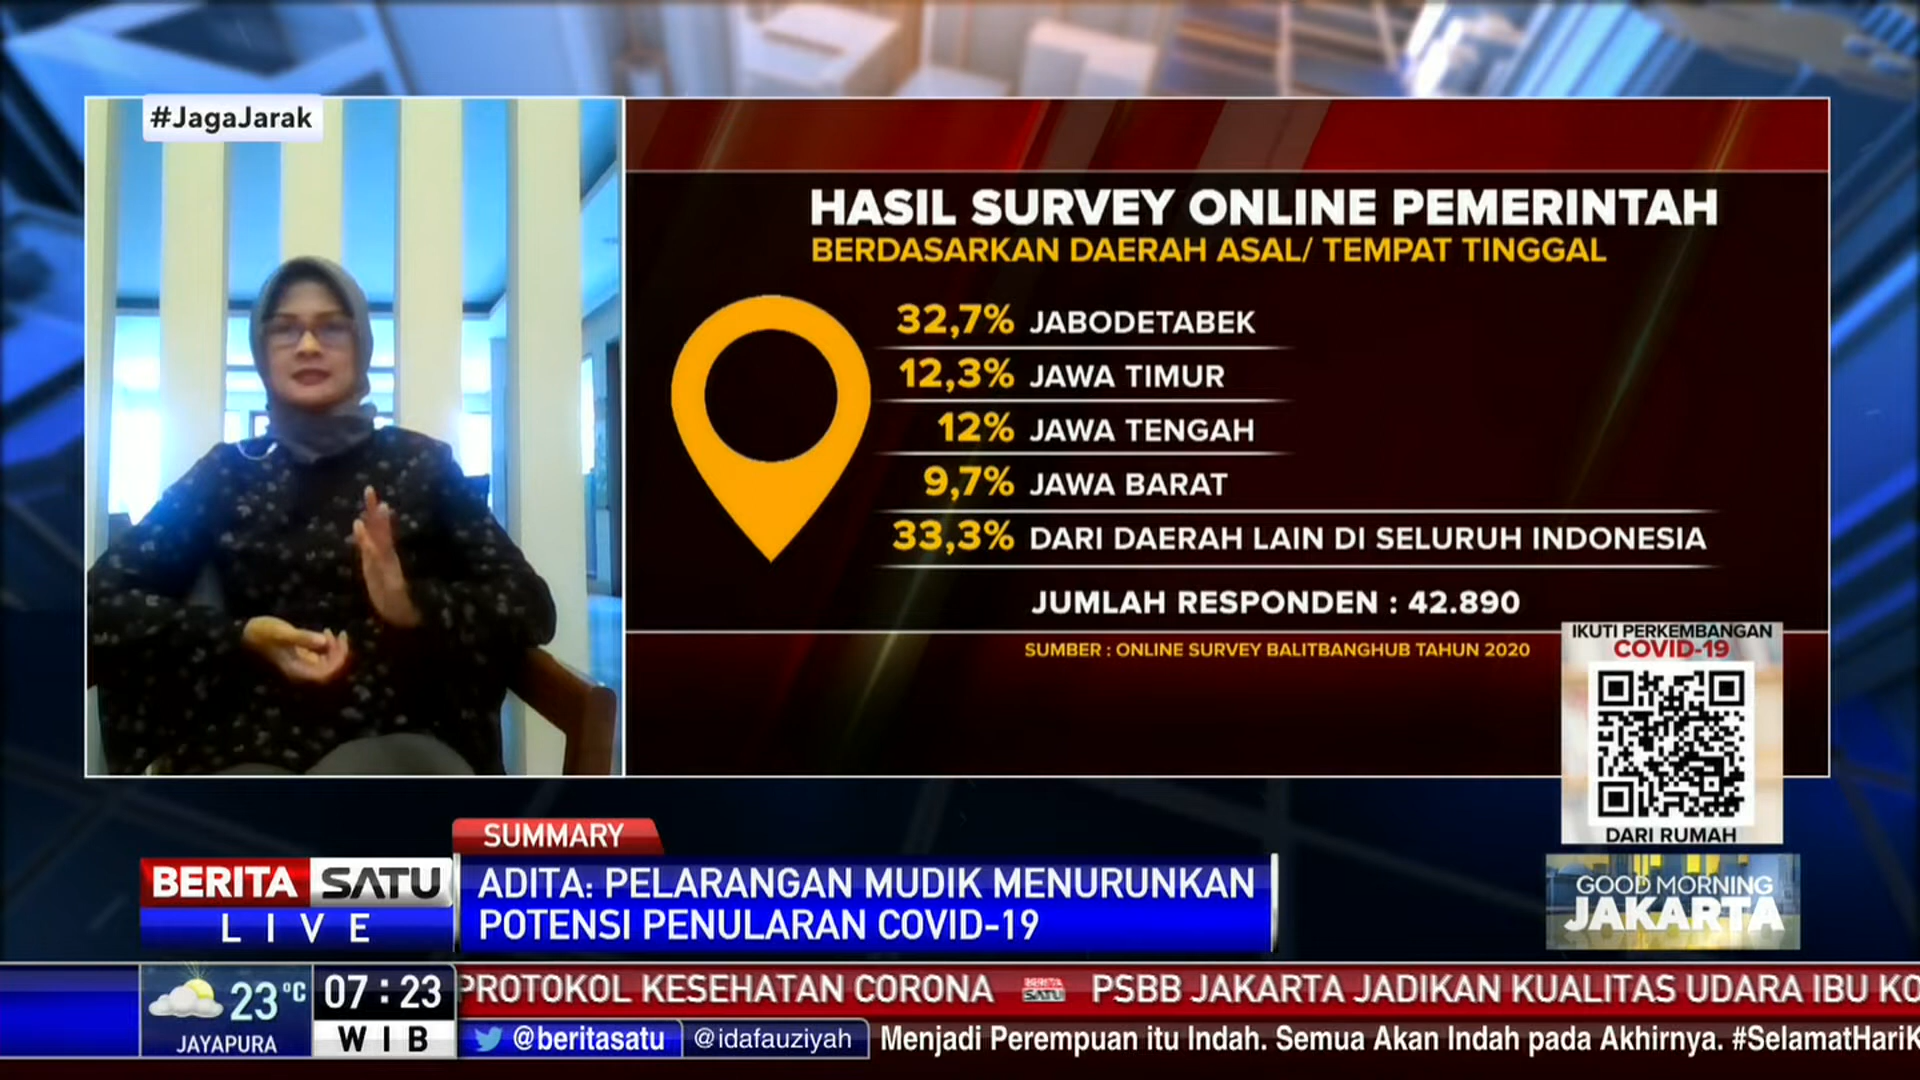 #JagaJarak
HASIL SURVEY ONLINE PEMERINTAH
BERDASARKAN DAERAH ASAL/ TEMPAT TINGGAL
32,7% JABODETABEK
12,3% JAWA TIMUR
12% JAWA TENGAH
9,7% JAWA BARAT
33,3% DARI DAERAH LAIN DI SELURUH INDONESIA
JUMLAH RESPONDEN : 42.890
SUMBER : ONLINE SURVEY BALITBANGHUB TAHUN 2020
IKUTI PERKEMBANGAN
COVID-19
DARI RUMAH
SUMMARY
BERITA SATU
LIVE
ADITA: PELARANGAN MUDIK MENURUNKAN
POTENSI PENULARAN COVID-19
GOOD MORNING
JAKARTA
23°C
JAYAPURA
07:23
WIB
PROTOKOL KESEHATAN CORONA BERITA SATU PSBB JAKARTA JADIKAN KUALITAS UDARA IBU KO
@beritasatu @idafauziyah Menjadi Perempuan itu Indah. Semua Akan Indah pada Akhirnya. #SelamatHariK